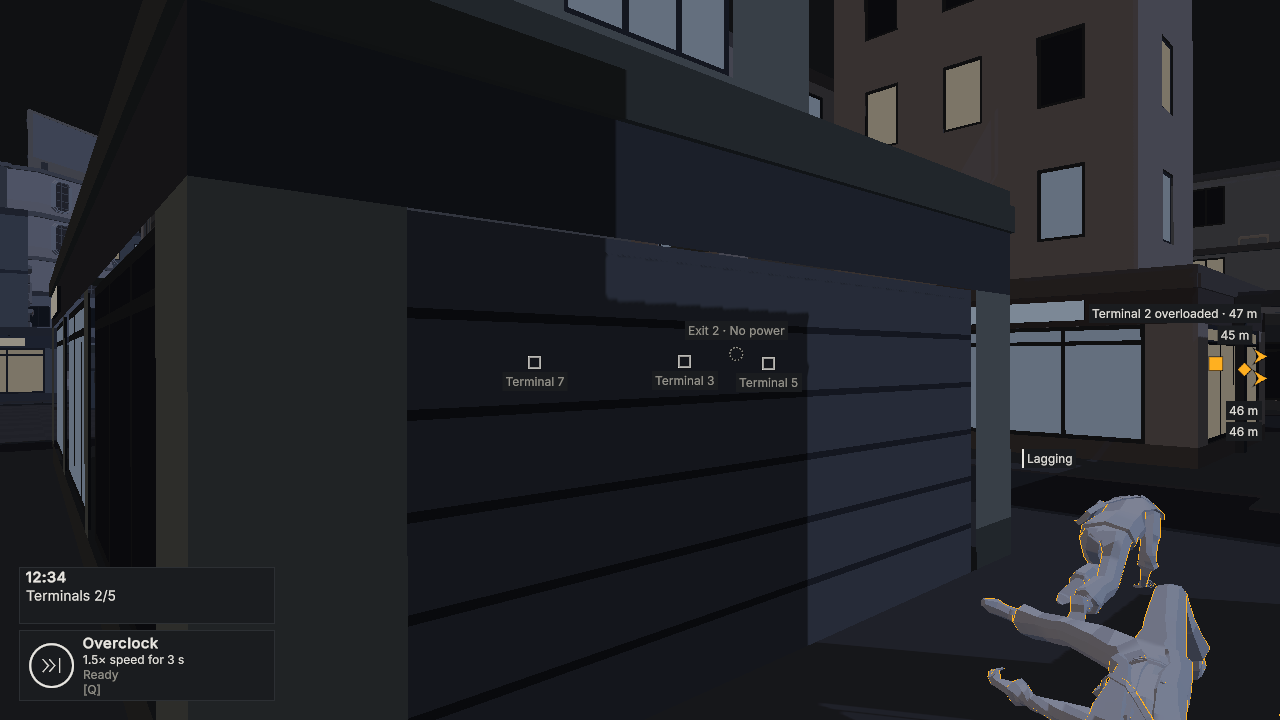 Terminal 2 overloaded · 47 m
Exit 2 · No power
45 m
Terminal 7
Terminal 3
Terminal 5
46 m
46 m
Lagging
12:34
Terminals 2/5
Overclock
1.5× speed for 3 s
Ready
[Q]